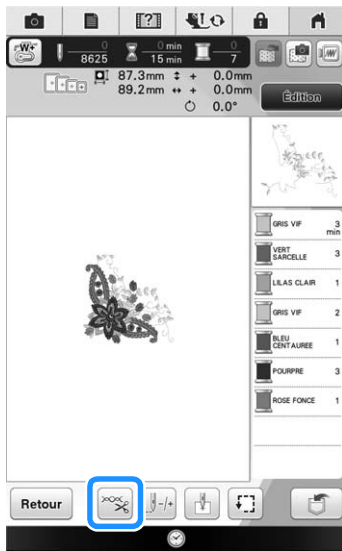 [?]
W+
0 0 min 0
8625 15 min 7
87.3mm + 0.0mm
89.2mm + 0.0mm
0.0°
Édition
GRIS VIF 3
min
VERT
SARCELLE 3
LILAS CLAIR 1
GRIS VIF 2
BLEU
CENTAUREE 1
POURPRE 3
ROSE FONCE 1
Retour
-/+